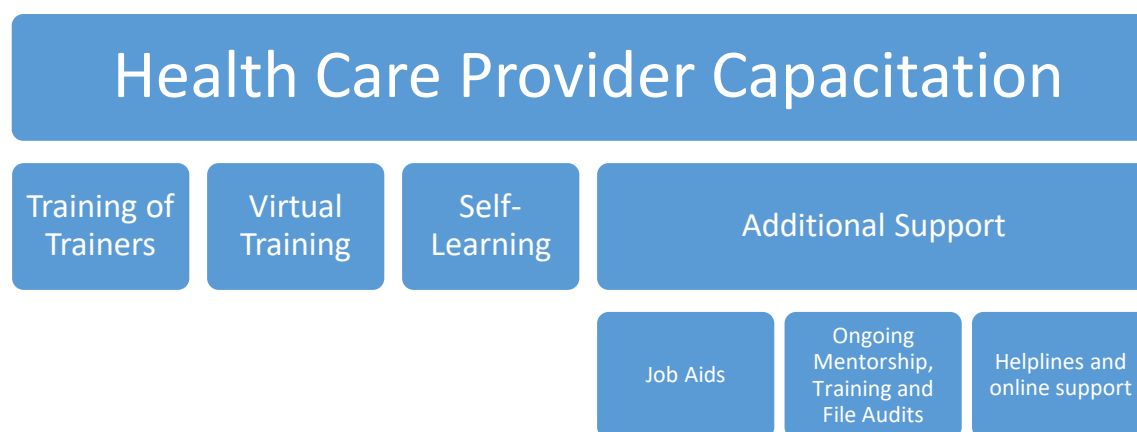 Health Care Provider Capacitation
Training of
Trainers
Virtual
Training
Self-
Learning
Additional Support
Job Aids
Ongoing
Mentorship,
Training and
File Audits
Helplines and
online support